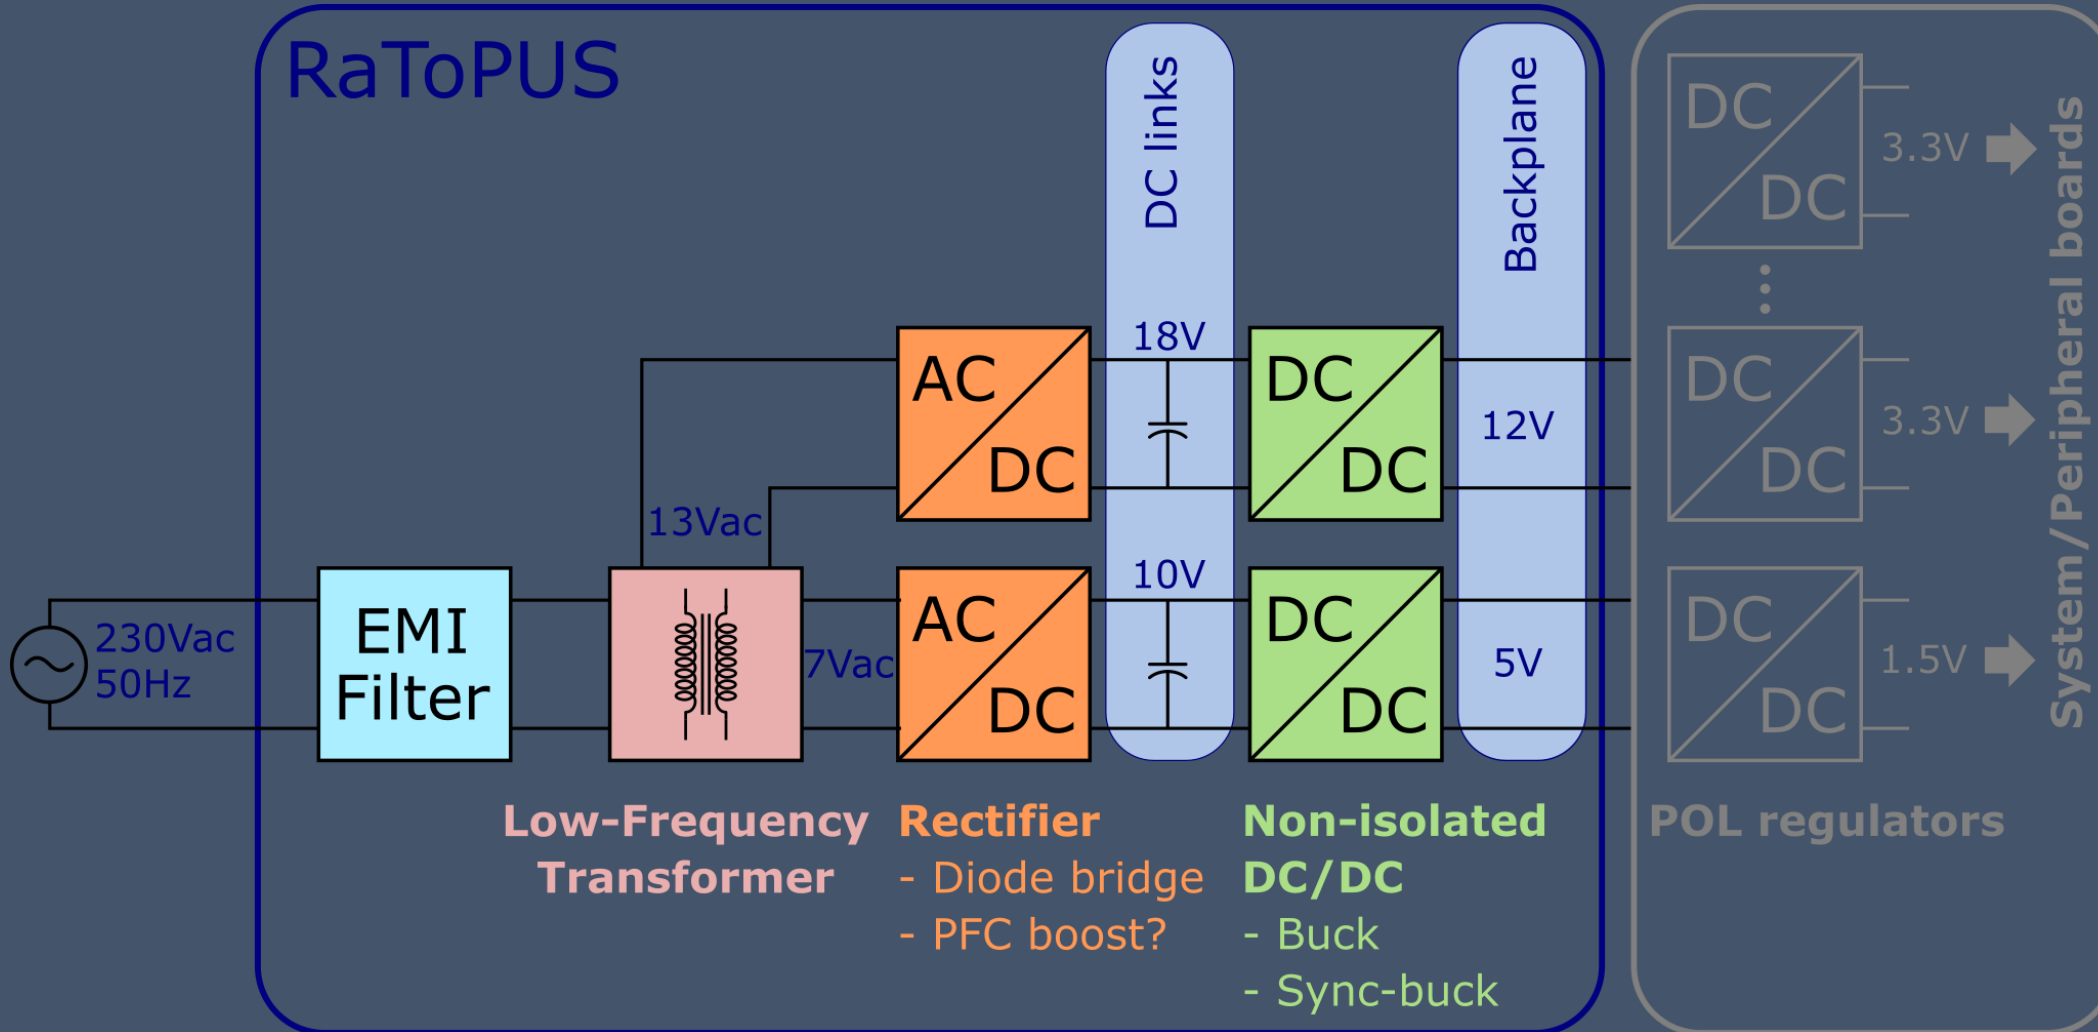 RaToPUS
DC links
Backplane
DC
DC
3.3V
System/Peripheral boards
18V
AC
DC
DC
DC
12V
DC
DC
3.3V
13Vac
10V
230Vac
50Hz
EMI
Filter
7Vac
AC
DC
DC
DC
5V
DC
DC
1.5V
Low-Frequency
Transformer
Rectifier
- Diode bridge
- PFC boost?
Non-isolated
DC/DC
- Buck
- Sync-buck
POL regulators